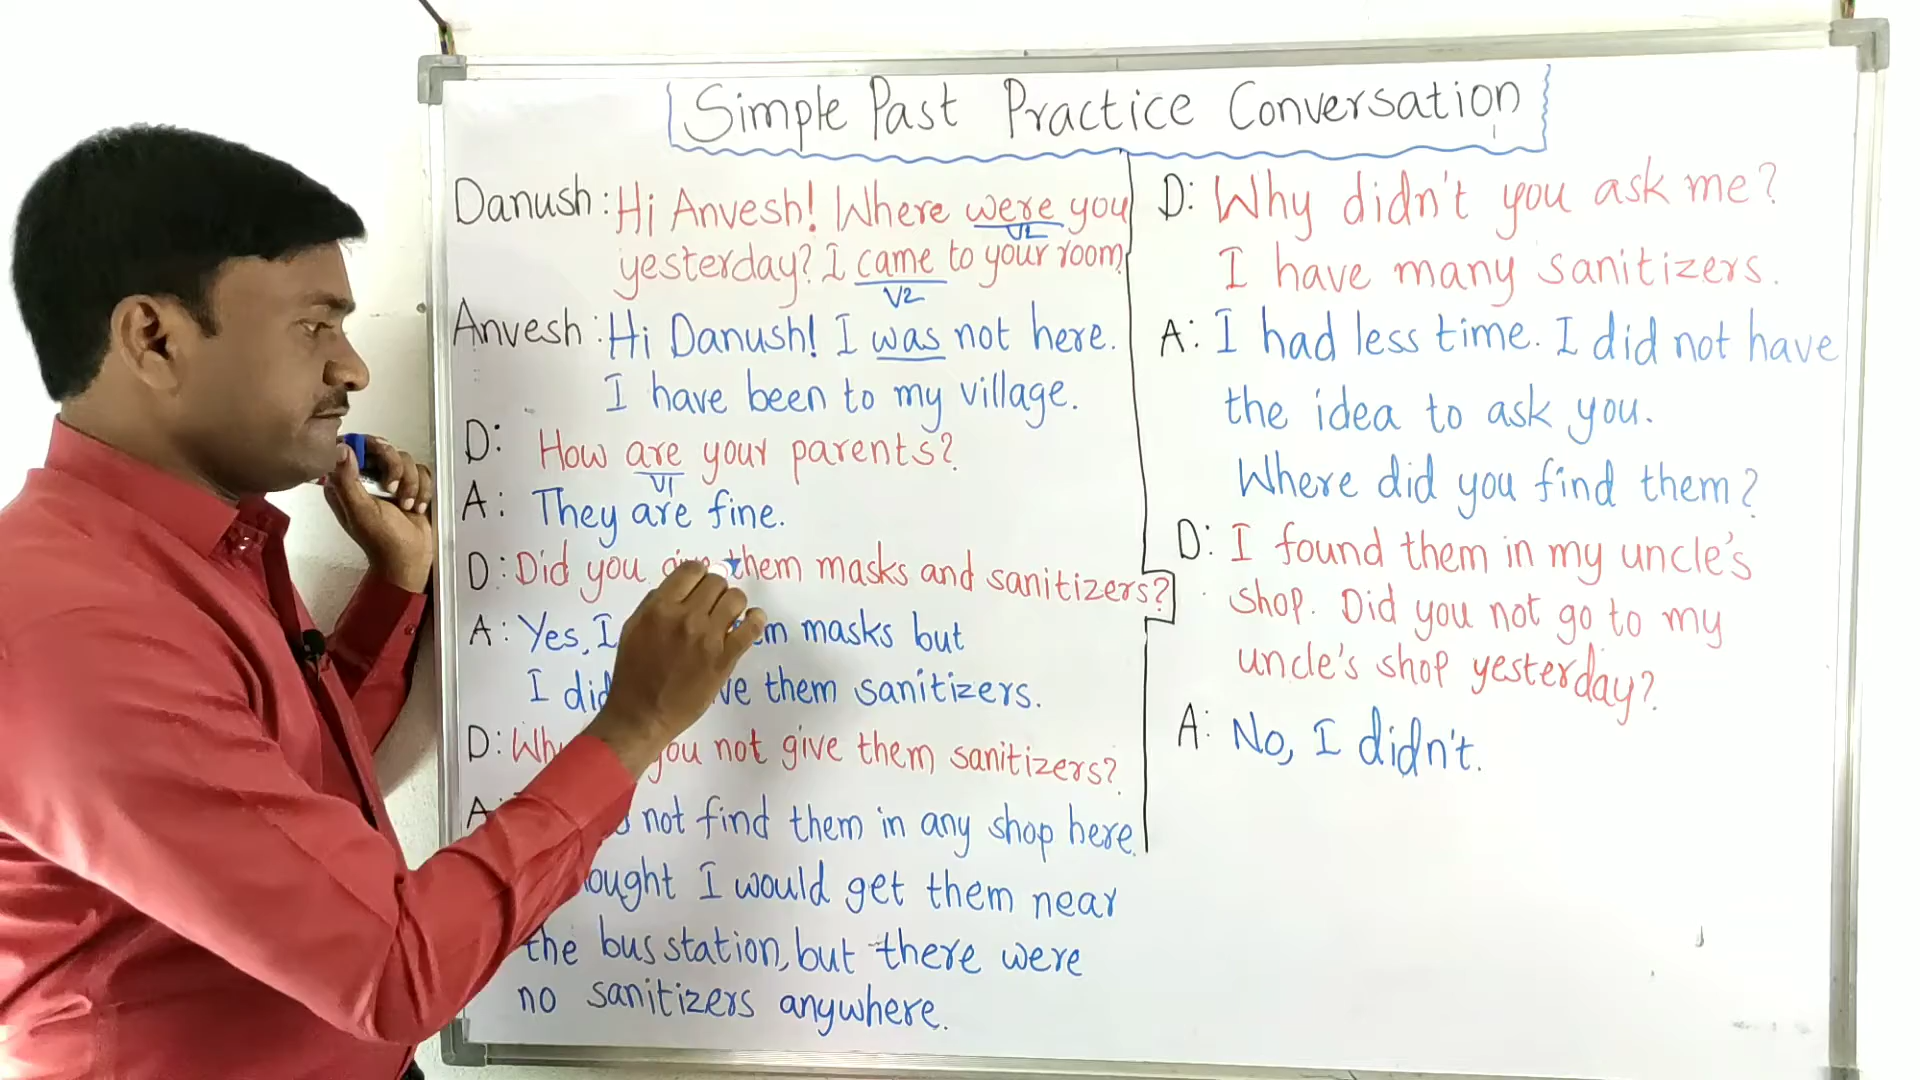 Simple Past Practice Conversation
Danush: Hi Anvesh! Where were you
V2
yesterday? I came to your room
V2
Anvesh: Hi Danush! I was not here.
I have been to my village.
D: How are your parents?
V1
A: They are fine.
D: Did you them masks and sanitizers?
A: Yes, I masks but
I them sanitizers.
D: you not give them sanitizers?
A: not find them in any shop here.
I would get them near
the bus station, but there were
no sanitizers anywhere.
D: Why didn't you ask me?
I have many sanitizers.
A: I had less time. I did not have
the idea to ask you.
Where did you find them?
D: I found them in my uncle's
shop. Did you not go to my
uncle's shop yesterday?
A: No, I didn't.